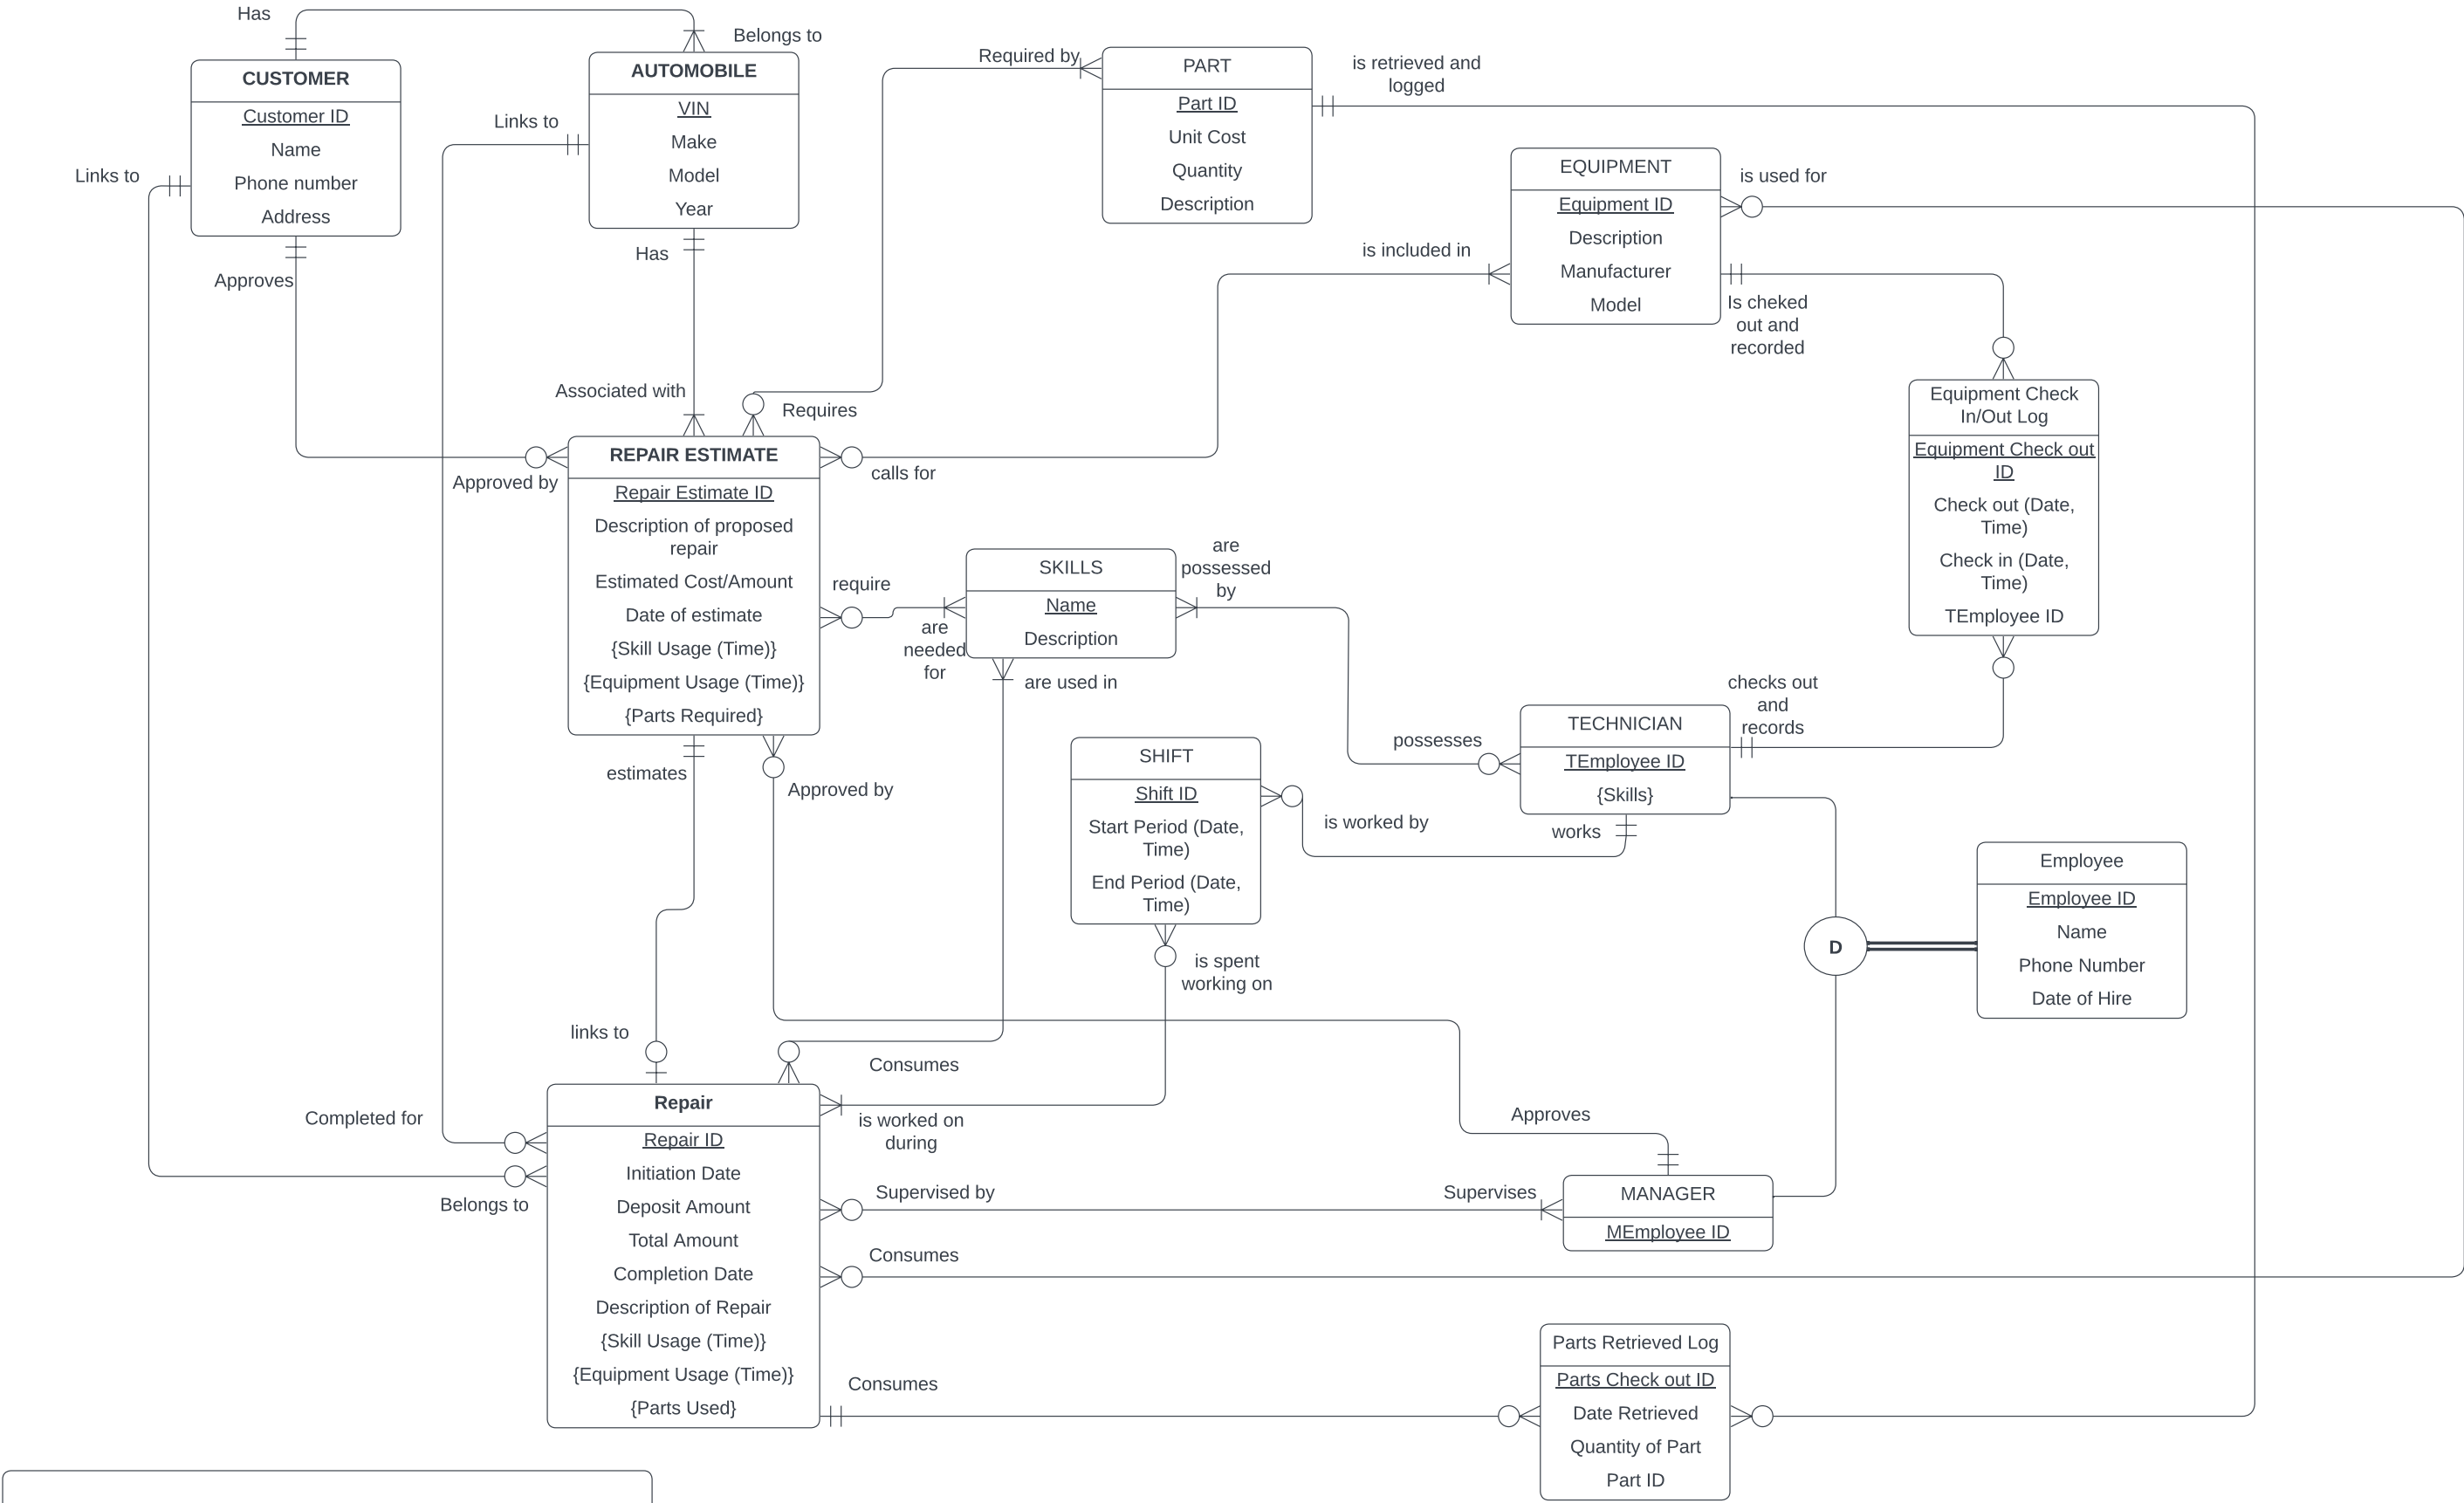 Has
Belongs to
CUSTOMER
Customer ID
Name
Phone number
Address
Links to
Approves
AUTOMOBILE
VIN
Make
Model
Year
Links to
Has
Associated with
Required by
PART
Part ID
Unit Cost
Quantity
Description
is retrieved and
logged
EQUIPMENT
Equipment ID
Description
Manufacturer
Model
is used for
is included in
Is cheked
out and
recorded
Equipment Check
In/Out Log
Equipment Check out
ID
Check out (Date,
Time)
Check in (Date,
Time)
TEmployee ID
Requires
calls for
Approved by
REPAIR ESTIMATE
Repair Estimate ID
Description of proposed
repair
Estimated Cost/Amount
Date of estimate
{Skill Usage (Time)}
{Equipment Usage (Time)}
{Parts Required}
require
are
needed
for
SKILLS
Name
Description
are
possessed
by
are used in
possesses
TECHNICIAN
TEmployee ID
{Skills}
checks out
and
records
works
is worked by
SHIFT
Shift ID
Start Period (Date,
Time)
End Period (Date,
Time)
is spent
working on
estimates
Approved by
Employee
Employee ID
Name
Phone Number
Date of Hire
D
links to
Consumes
Completed for
Belongs to
Repair
Repair ID
Initiation Date
Deposit Amount
Total Amount
Completion Date
Description of Repair
{Skill Usage (Time)}
{Equipment Usage (Time)}
{Parts Used}
is worked on
during
Supervised by
Supervises
Approves
MANAGER
MEmployee ID
Consumes
Consumes
Parts Retrieved Log
Parts Check out ID
Date Retrieved
Quantity of Part
Part ID